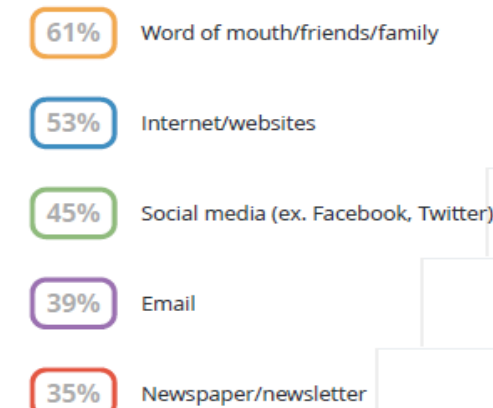 61% Word of mouth/friends/family
53% Internet/websites
45% Social media (ex. Facebook, Twitter)
39% Email
35% Newspaper/newsletter